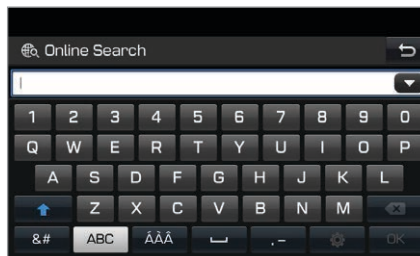 Online Search
1 2 3 4 5 6 7 8 9 0
Q W E R T Y U I O P
A S D F G H J K L
Z X C V B N M
&# ABC ÁÀÂ . – OK